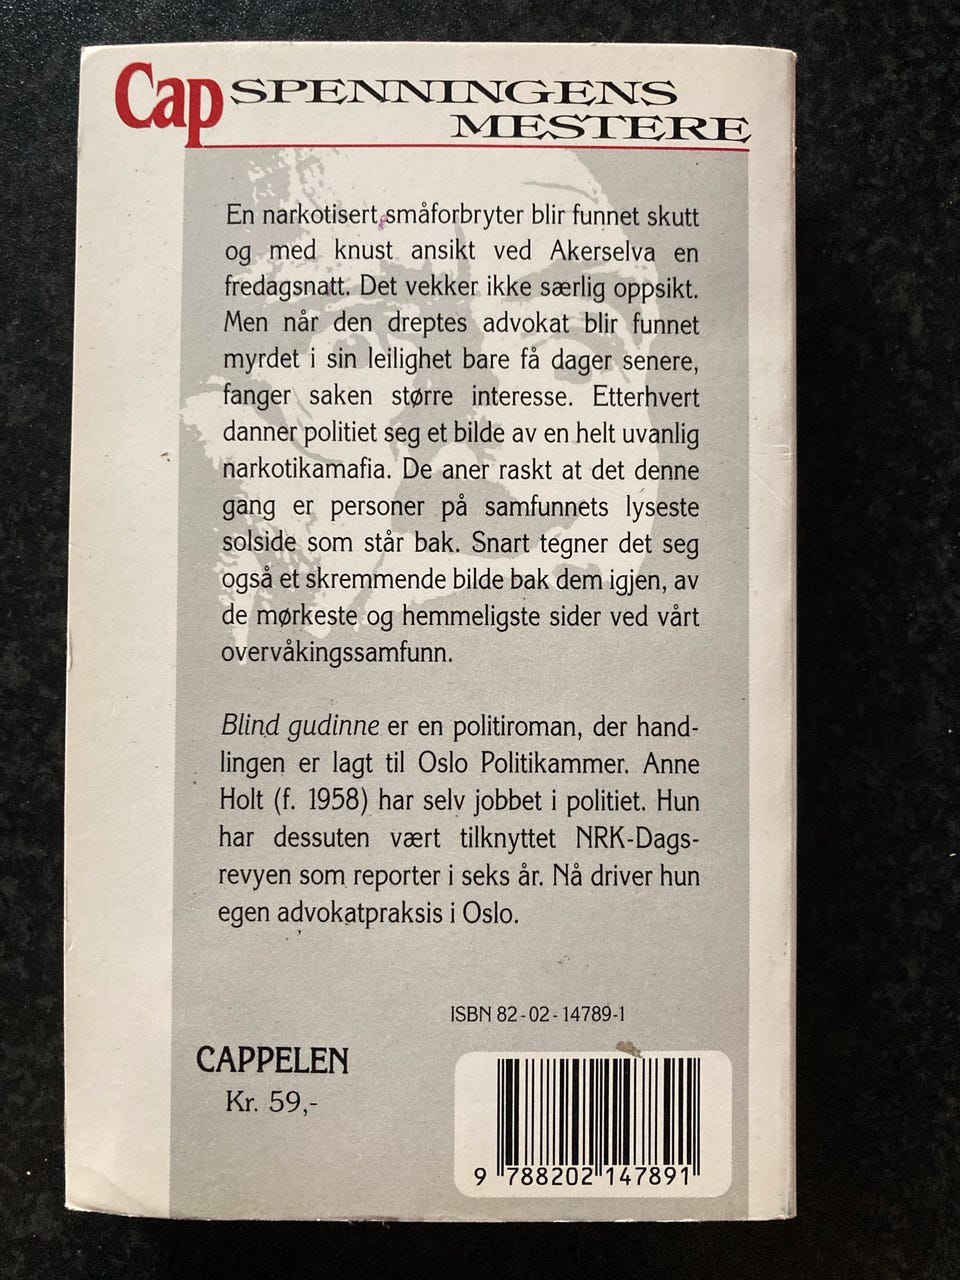 Cap SPENNINGENS
MESTERE
En narkotisert småforbryter blir funnet skutt
og med knust ansikt ved Akerselva en
fredagsnatt. Det vekker ikke særlig oppsikt.
Men når den dreptes advokat blir funnet
myrdet i sin leilighet bare få dager senere,
fanger saken større interesse. Etterhvert
danner politiet seg et bilde av en helt uvanlig
narkotikamafia. De aner raskt at det denne
gang er personer på samfunnets lyseste
solside som står bak. Snart tegner det seg
også et skremmende bilde bak dem igjen, av
de mørkeste og hemmeligste sider ved vårt
overvåkingssamfunn.
Blind gudinne er en politiroman, der hand-
lingen er lagt til Oslo Politikammer. Anne
Holt (f. 1958) har selv jobbet i politiet. Hun
har dessuten vært tilknyttet NRK-Dags-
revyen som reporter i seks år. Nå driver hun
egen advokatpraksis i Oslo.
ISBN 82-02-14789-1
CAPPELEN
Kr. 59,-
9 788202 147891